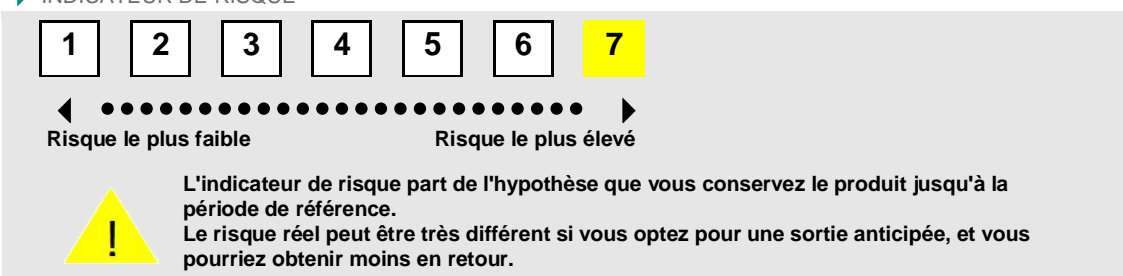 INDICATEUR DE RISQUE
1 2 3 4 5 6 7
Risque le plus faible Risque le plus élevé
L'indicateur de risque part de l'hypothèse que vous conservez le produit jusqu'à la
période de référence.
Le risque réel peut être très différent si vous optez pour une sortie anticipée, et vous
pourriez obtenir moins en retour.
!